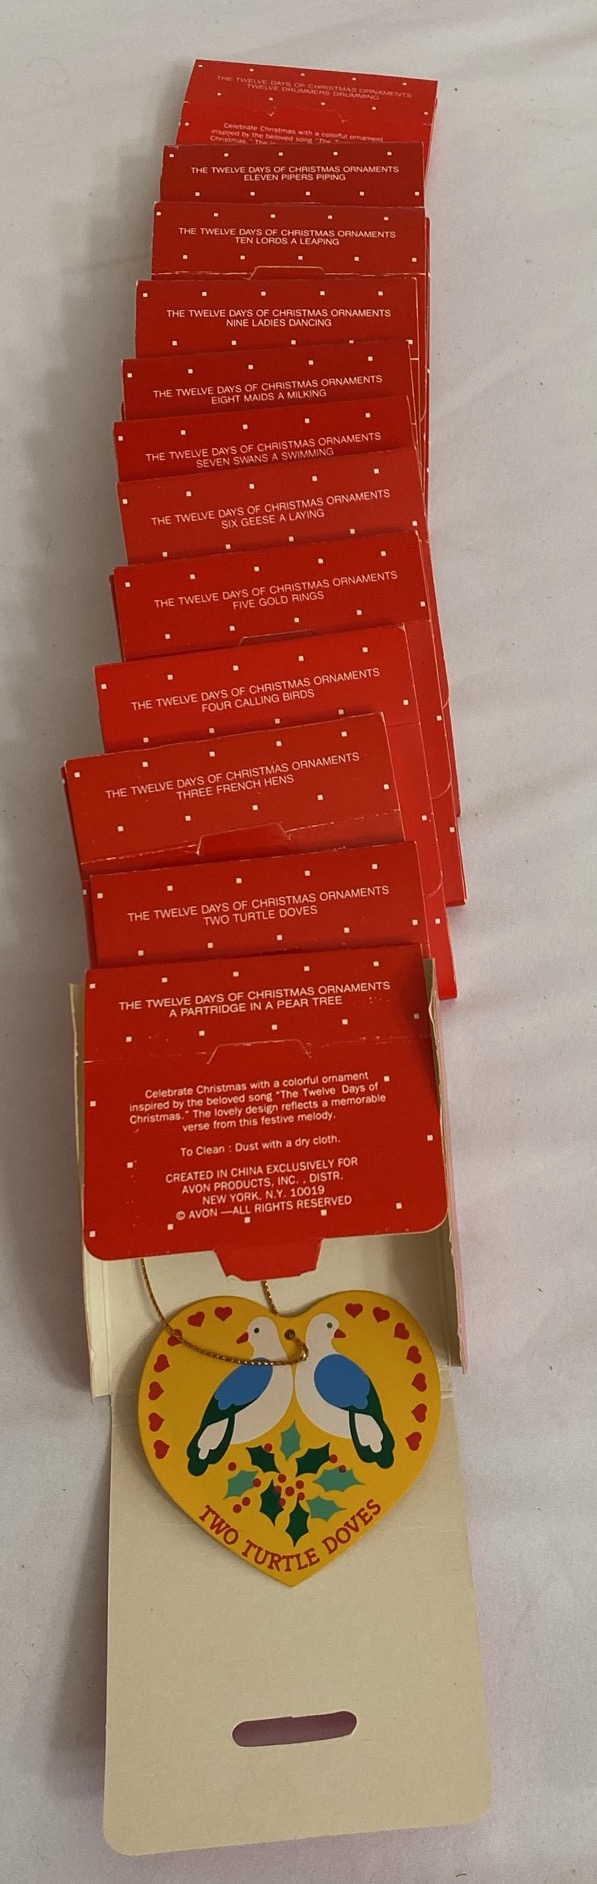 THE TWELVE DAYS OF CHRISTMAS ORNAMENTS
TWELVE DRUMMERS DRUMMING
Celebrate Christmas with a colorful ornament
inspired by the beloved song "The Twelve Days of
Christmas." The
THE TWELVE DAYS OF CHRISTMAS ORNAMENTS
ELEVEN PIPERS PIPING
THE TWELVE DAYS OF CHRISTMAS ORNAMENTS
TEN LORDS A LEAPING
THE TWELVE DAYS OF CHRISTMAS ORNAMENTS
NINE LADIES DANCING
THE TWELVE DAYS OF CHRISTMAS ORNAMENTS
EIGHT MAIDS A MILKING
THE TWELVE DAYS OF CHRISTMAS ORNAMENTS
SEVEN SWANS A SWIMMING
THE TWELVE DAYS OF CHRISTMAS ORNAMENTS
SIX GEESE A LAYING
THE TWELVE DAYS OF CHRISTMAS ORNAMENTS
FIVE GOLD RINGS
THE TWELVE DAYS OF CHRISTMAS ORNAMENTS
FOUR CALLING BIRDS
THE TWELVE DAYS OF CHRISTMAS ORNAMENTS
THREE FRENCH HENS
THE TWELVE DAYS OF CHRISTMAS ORNAMENTS
TWO TURTLE DOVES
THE TWELVE DAYS OF CHRISTMAS ORNAMENTS
A PARTRIDGE IN A PEAR TREE
Celebrate Christmas with a colorful ornament
inspired by the beloved song "The Twelve Days of
Christmas." The lovely design reflects a memorable
verse from this festive melody.
To Clean : Dust with a dry cloth.
CREATED IN CHINA EXCLUSIVELY FOR
AVON PRODUCTS, INC. , DISTR.
NEW YORK, N.Y. 10019
© AVON —ALL RIGHTS RESERVED
TWO TURTLE DOVES